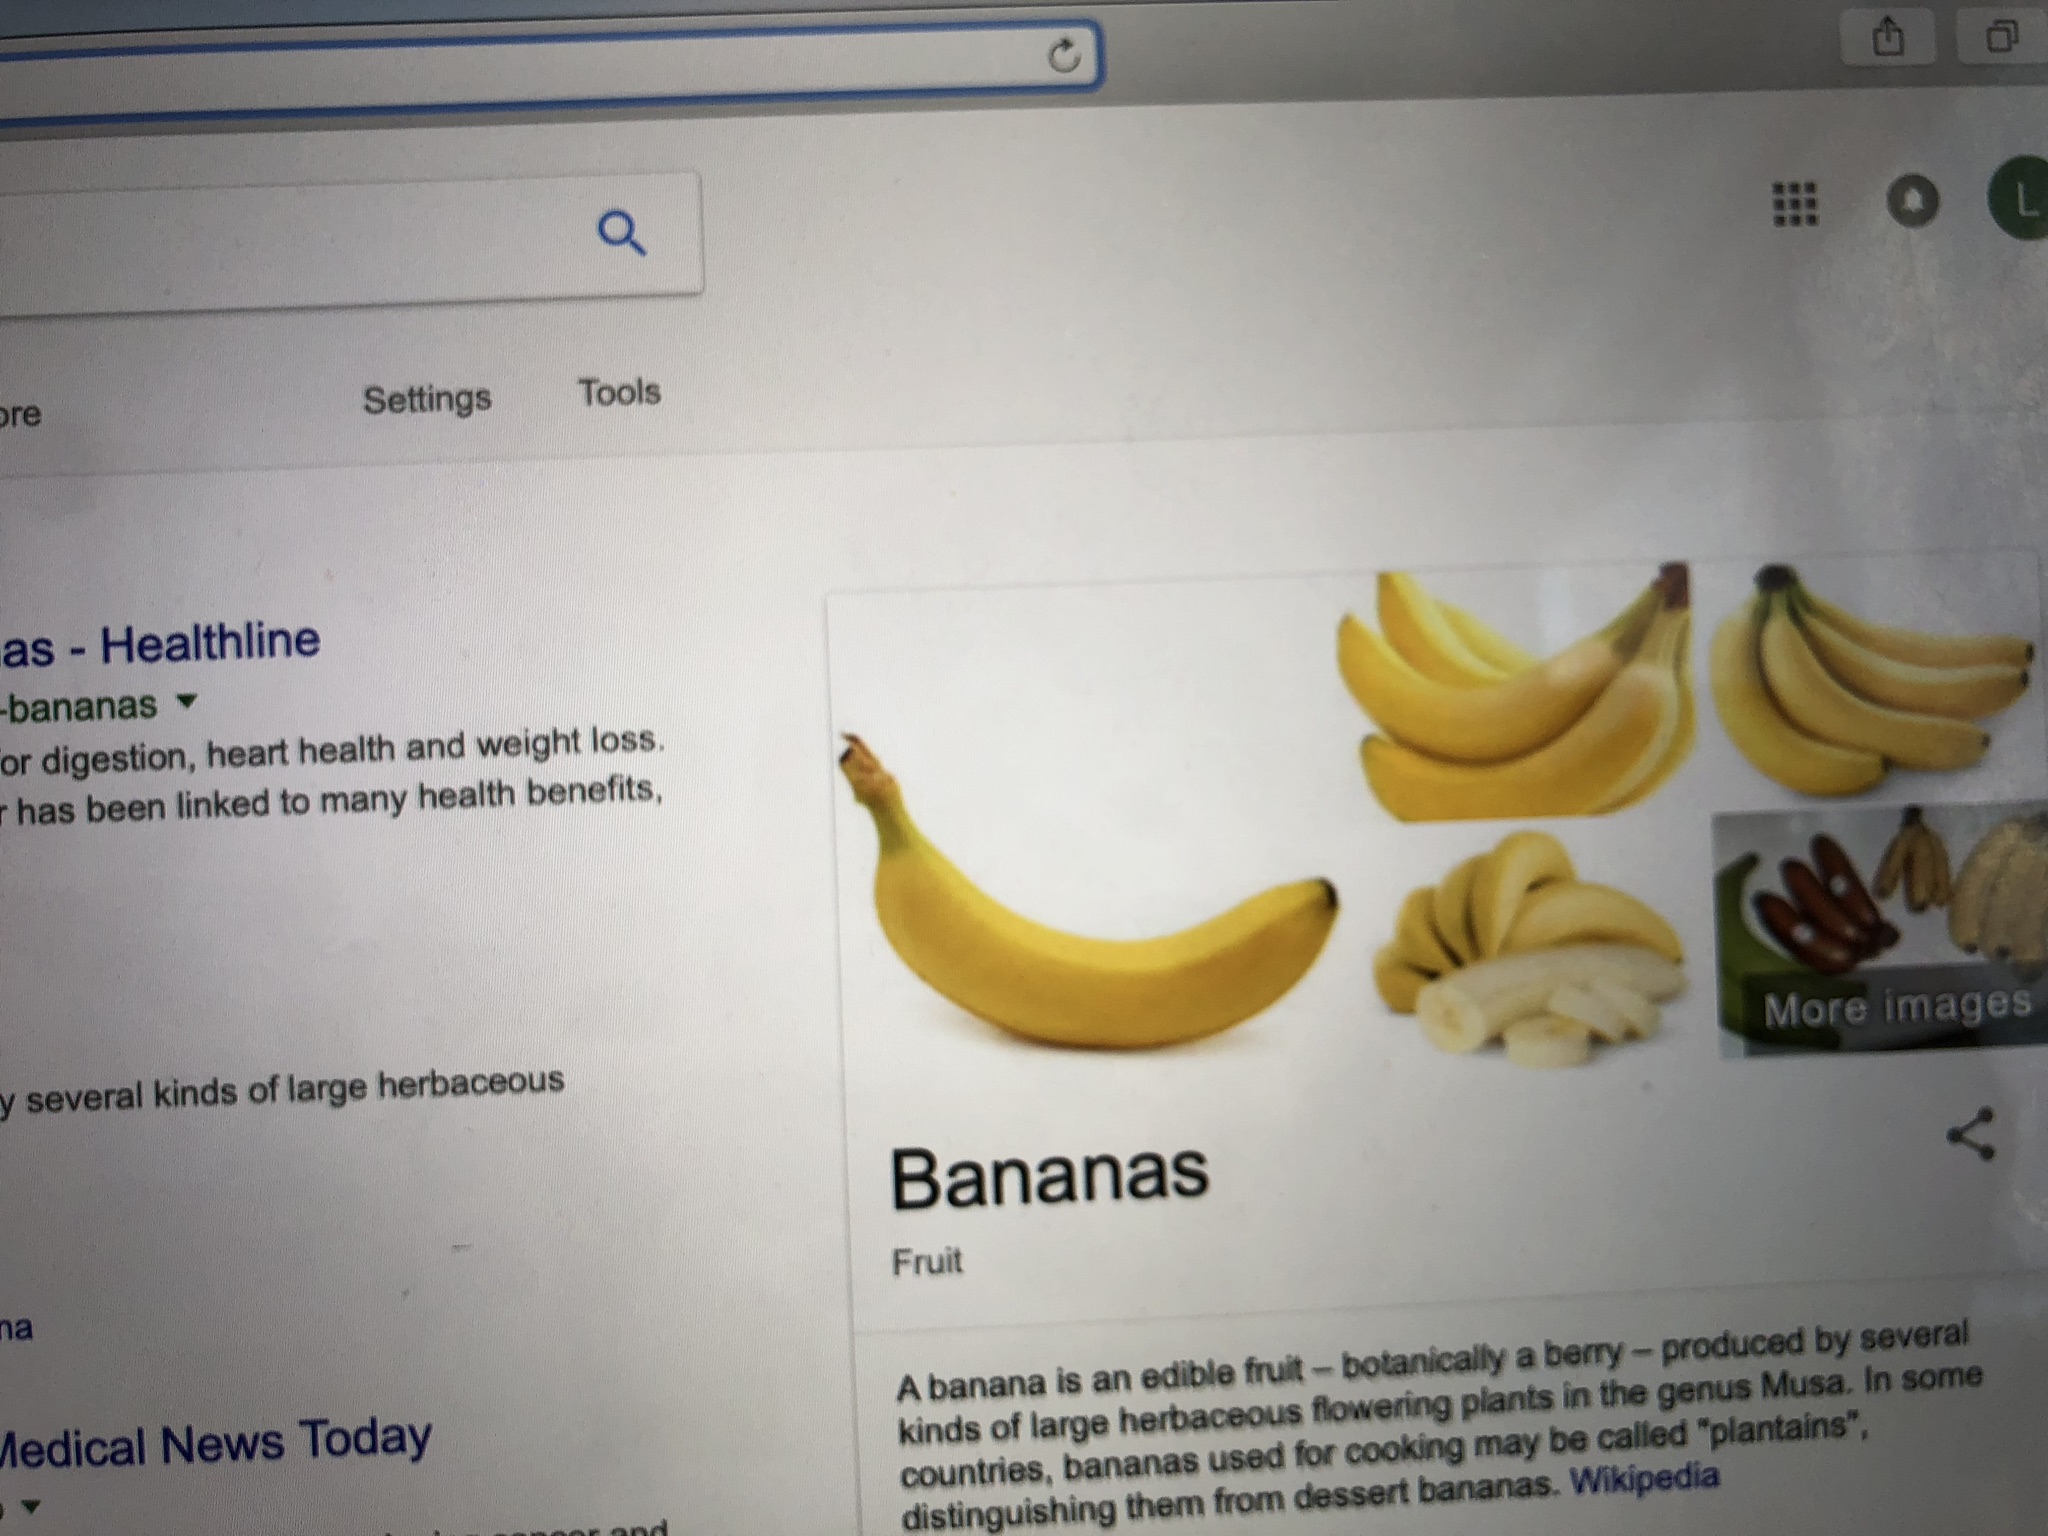 L
Settings
Tools
as - Healthline
-bananas
or digestion, heart health and weight loss.
has been linked to many health benefits,
y several kinds of large herbaceous
na
Medical News Today
and
More images
Bananas
Fruit
A banana is an edible fruit – botanically a berry – produced by several
kinds of large herbaceous flowering plants in the genus Musa. In some
countries, bananas used for cooking may be called "plantains",
distinguishing them from dessert bananas. Wikipedia